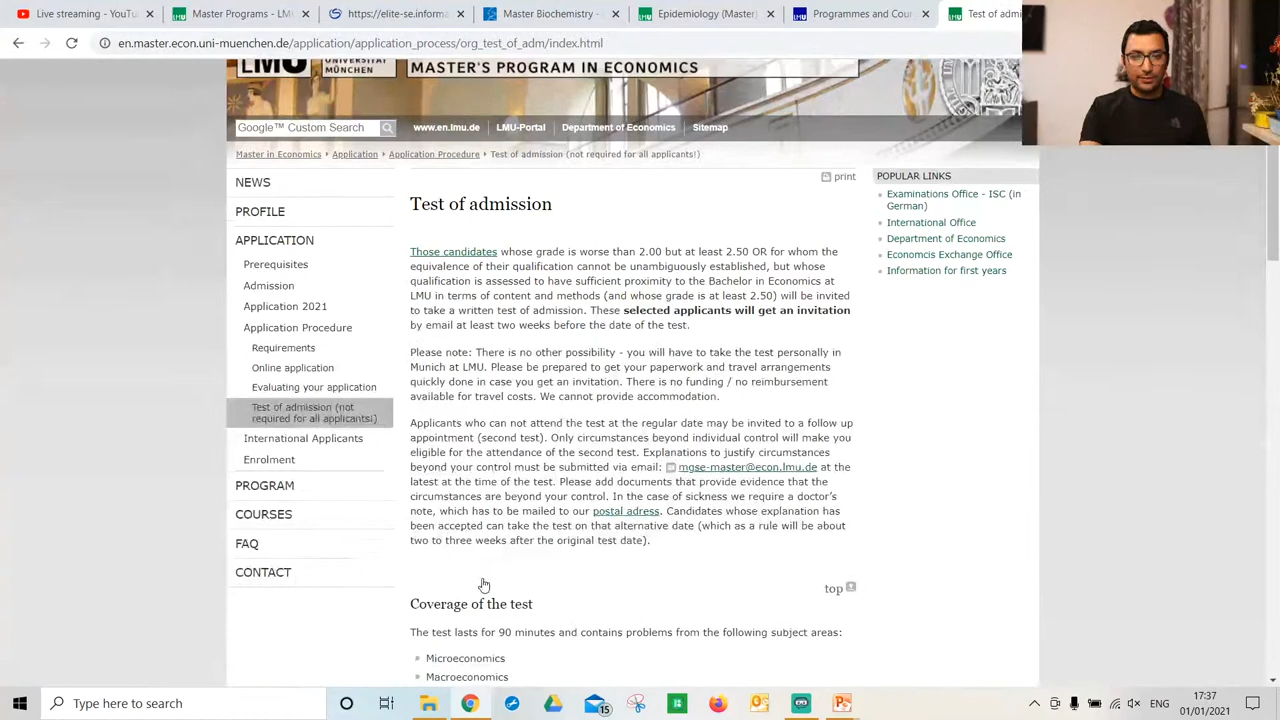 Live streaming - YouTu
Master Programs - LMU
https://elite-se.informatik
Master Biochemistry -
Epidemiology (Master)
Programmes and Cour
Test of admi
en.master.econ.uni-muenchen.de/application/application_process/org_test_of_adm/index.html
LMU UNIVERSITÄT MÜNCHEN
MASTER'S PROGRAM IN ECONOMICS
Google™ Custom Search
www.en.lmu.de LMU-Portal Department of Economics Sitemap
Master in Economics Application Application Procedure Test of admission (not required for all applicants!)
NEWS
PROFILE
APPLICATION
Prerequisites
Admission
Application 2021
Application Procedure
Requirements
Online application
Evaluating your application
Test of admission (not
required for all applicants!)
International Applicants
Enrolment
PROGRAM
COURSES
FAQ
CONTACT
print
Test of admission
Those candidates whose grade is worse than 2.00 but at least 2.50 OR for whom the
equivalence of their qualification cannot be unambiguously established, but whose
qualification is assessed to have sufficient proximity to the Bachelor in Economics at
LMU in terms of content and methods (and whose grade is at least 2.50) will be invited
to take a written test of admission. These selected applicants will get an invitation
by email at least two weeks before the date of the test.
Please note: There is no other possibility - you will have to take the test personally in
Munich at LMU. Please be prepared to get your paperwork and travel arrangements
quickly done in case you get an invitation. There is no funding / no reimbursement
available for travel costs. We cannot provide accommodation.
Applicants who can not attend the test at the regular date may be invited to a follow up
appointment (second test). Only circumstances beyond individual control will make you
eligible for the attendance of the second test. Explanations to justify circumstances
beyond your control must be submitted via email: mgse-master@econ.lmu.de at the
latest at the time of the test. Please add documents that provide evidence that the
circumstances are beyond your control. In the case of sickness we require a doctor's
note, which has to be mailed to our postal adress. Candidates whose explanation has
been accepted can take the test on that alternative date (which as a rule will be about
two to three weeks after the original test date).
top
Coverage of the test
The test lasts for 90 minutes and contains problems from the following subject areas:
Microeconomics
Macroeconomics
POPULAR LINKS
Examinations Office - ISC (in
German)
International Office
Department of Economics
Economcis Exchange Office
Information for first years
Type here to search
15
ENG
17:37
01/01/2021